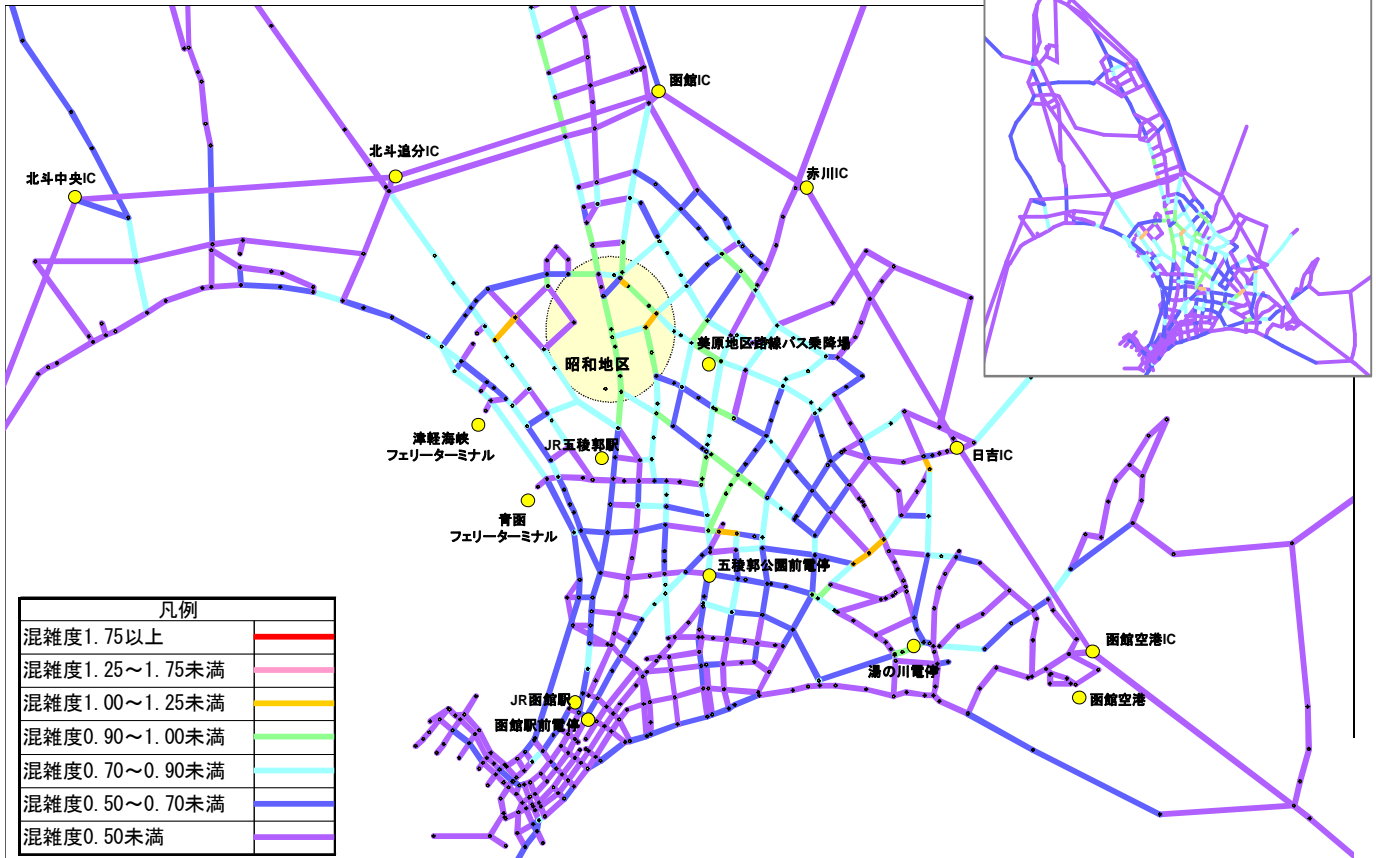 函館IC
北斗追分IC
北斗中央IC
赤川IC
美原地区路線バス乗降場
昭和地区
津軽海峡
フェリーターミナル
JR五稜郭駅
日吉IC
青函
フェリーターミナル
五稜郭公園前電停
函館空港IC
湯の川電停
函館空港
JR函館駅
函館駅前電停
凡例
混雑度1.75以上
混雑度1.25～1.75未満
混雑度1.00～1.25未満
混雑度0.90～1.00未満
混雑度0.70～0.90未満
混雑度0.50～0.70未満
混雑度0.50未満